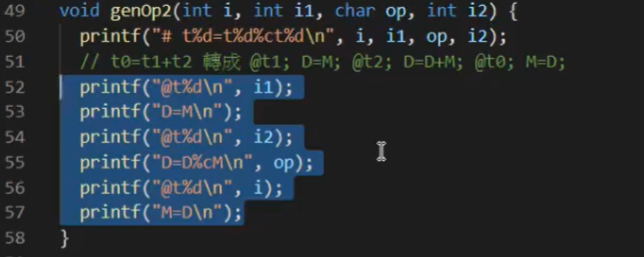 49 void genOp2(int i, int i1, char op, int i2) {
50 printf("# t%d=t%d%ct%d\n", i, i1, op, i2);
51 // t0=t1+t2 轉成 @t1; D=M; @t2; D=D+M; @t0; M=D;
52 printf("@t%d\n", i1);
53 printf("D=M\n");
54 printf("@t%d\n", i2);
55 printf("D=D%cM\n", op);
56 printf("@t%d\n", i);
57 printf("M=D\n");
58 }